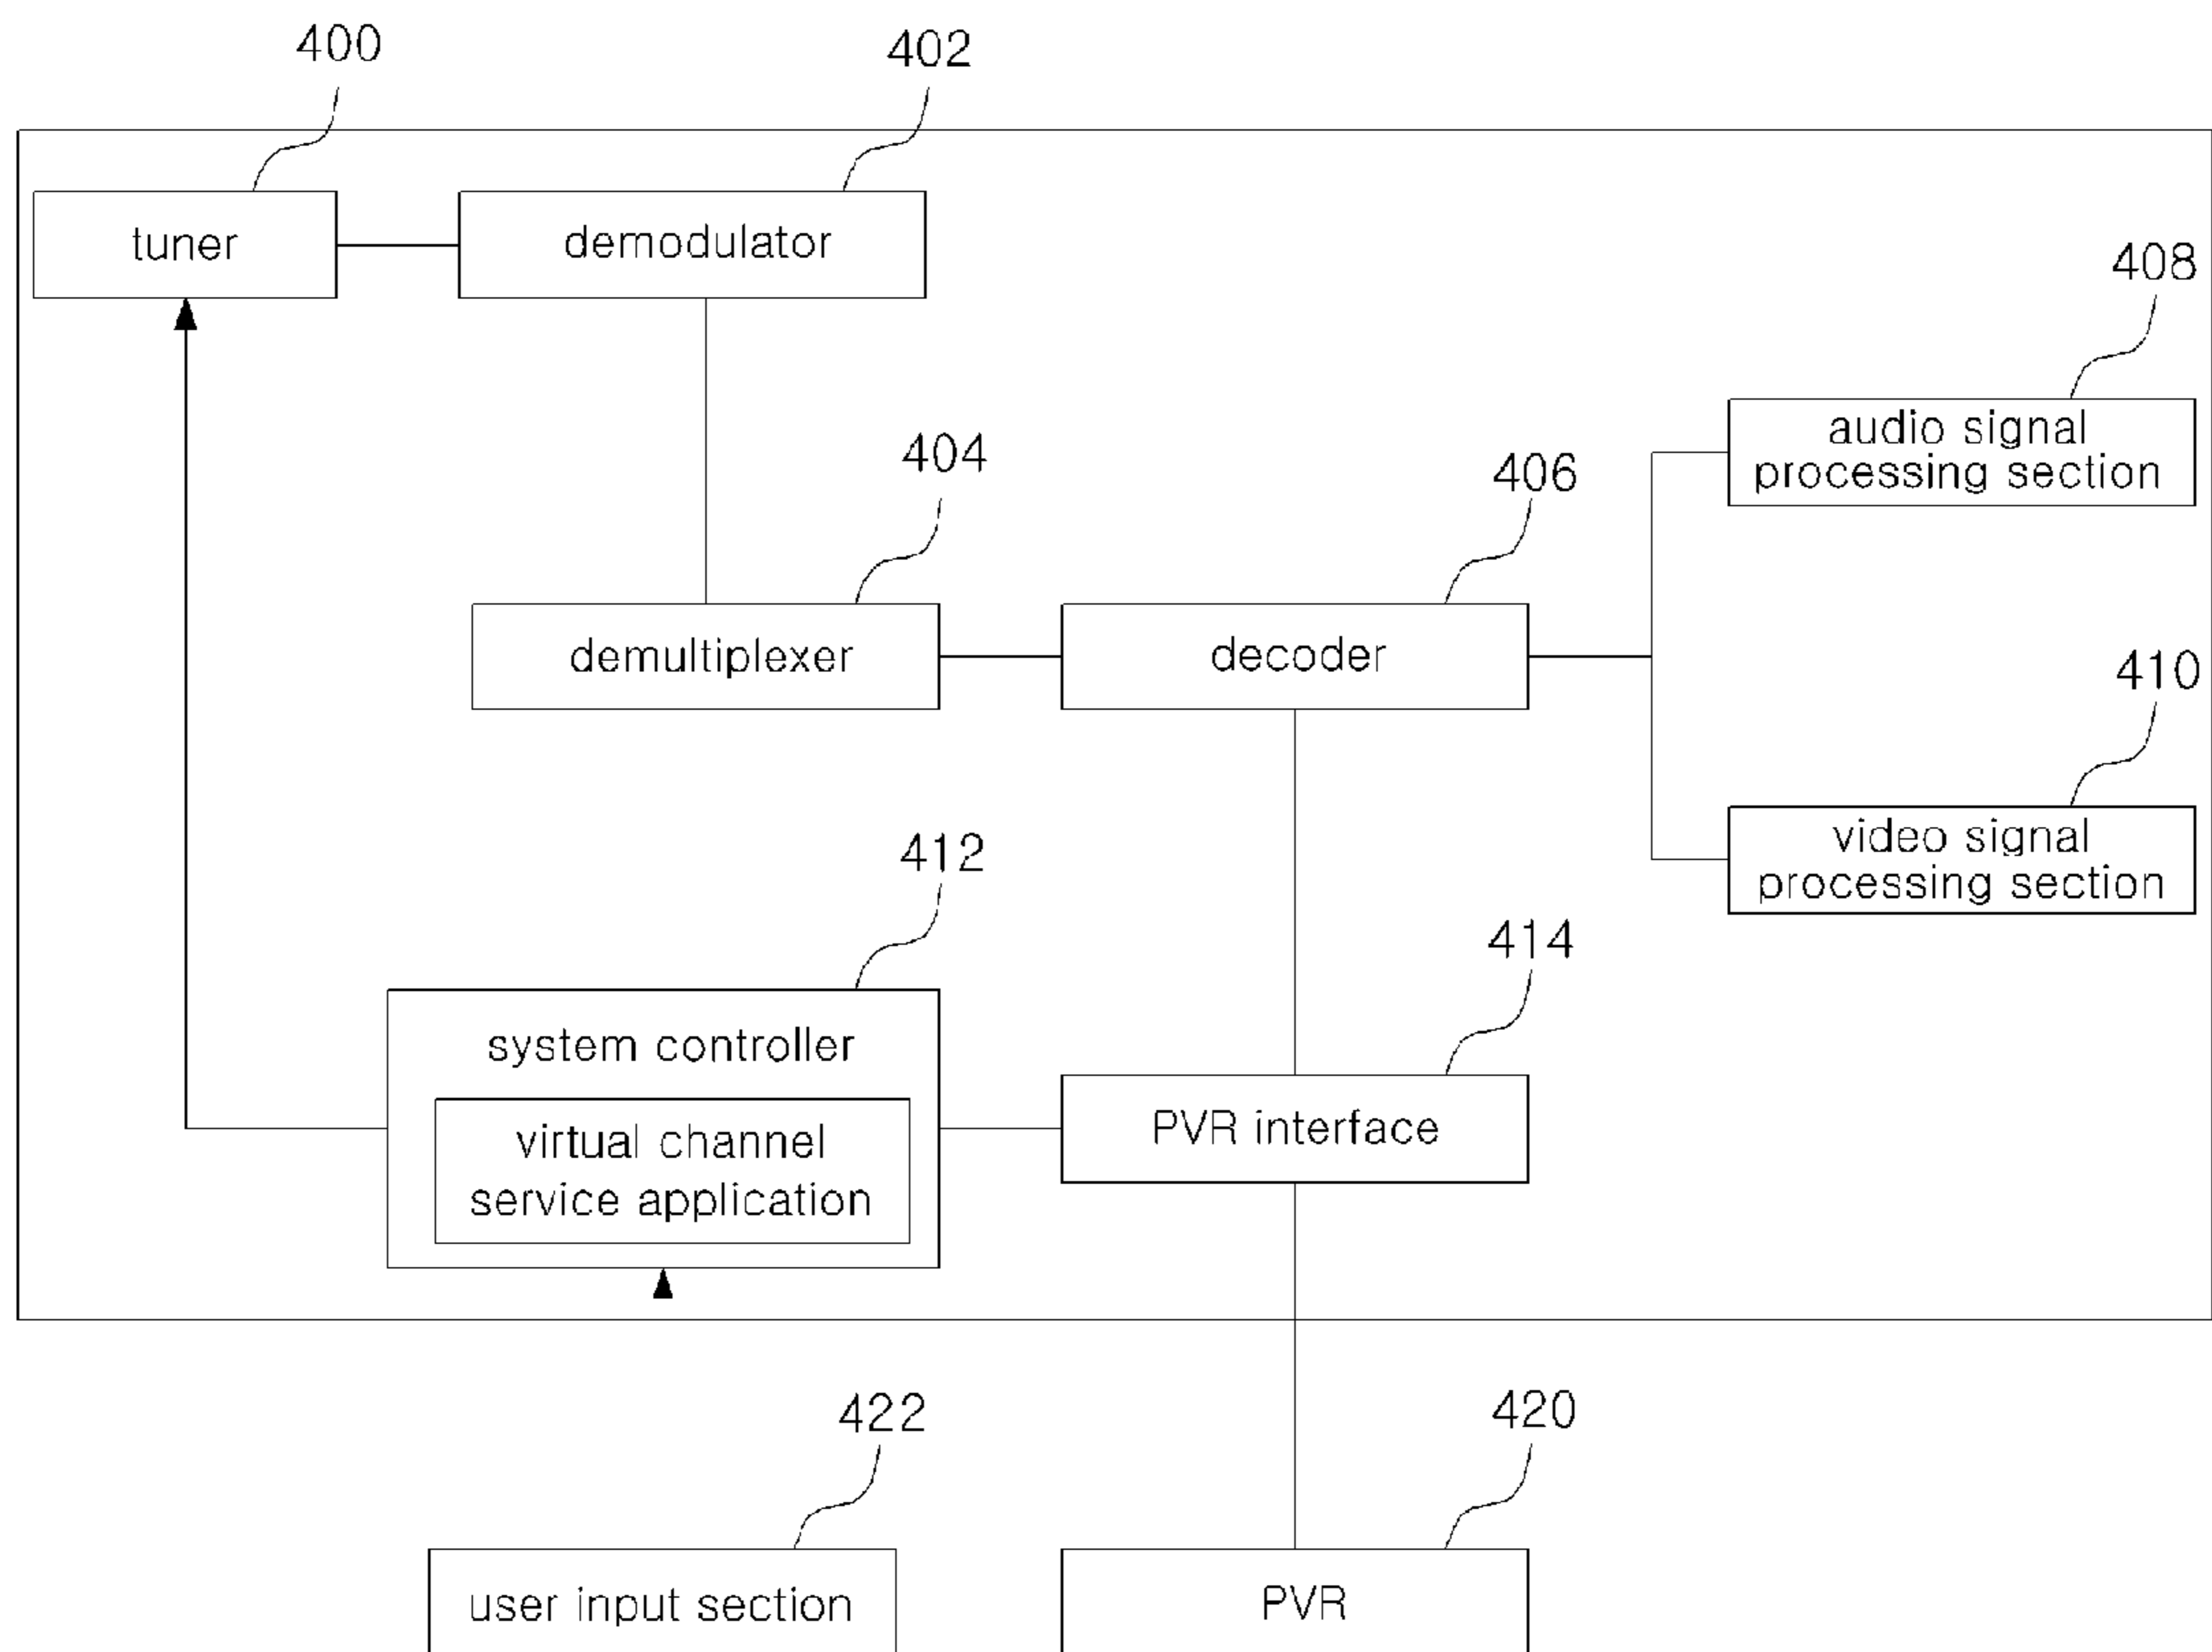 400
402
tuner
demodulator
408
audio signal
processing section
404
406
demultiplexer
decoder
410
video signal
processing section
412
414
system controller
virtual channel
service application
PVR interface
422
420
user input section
PVR